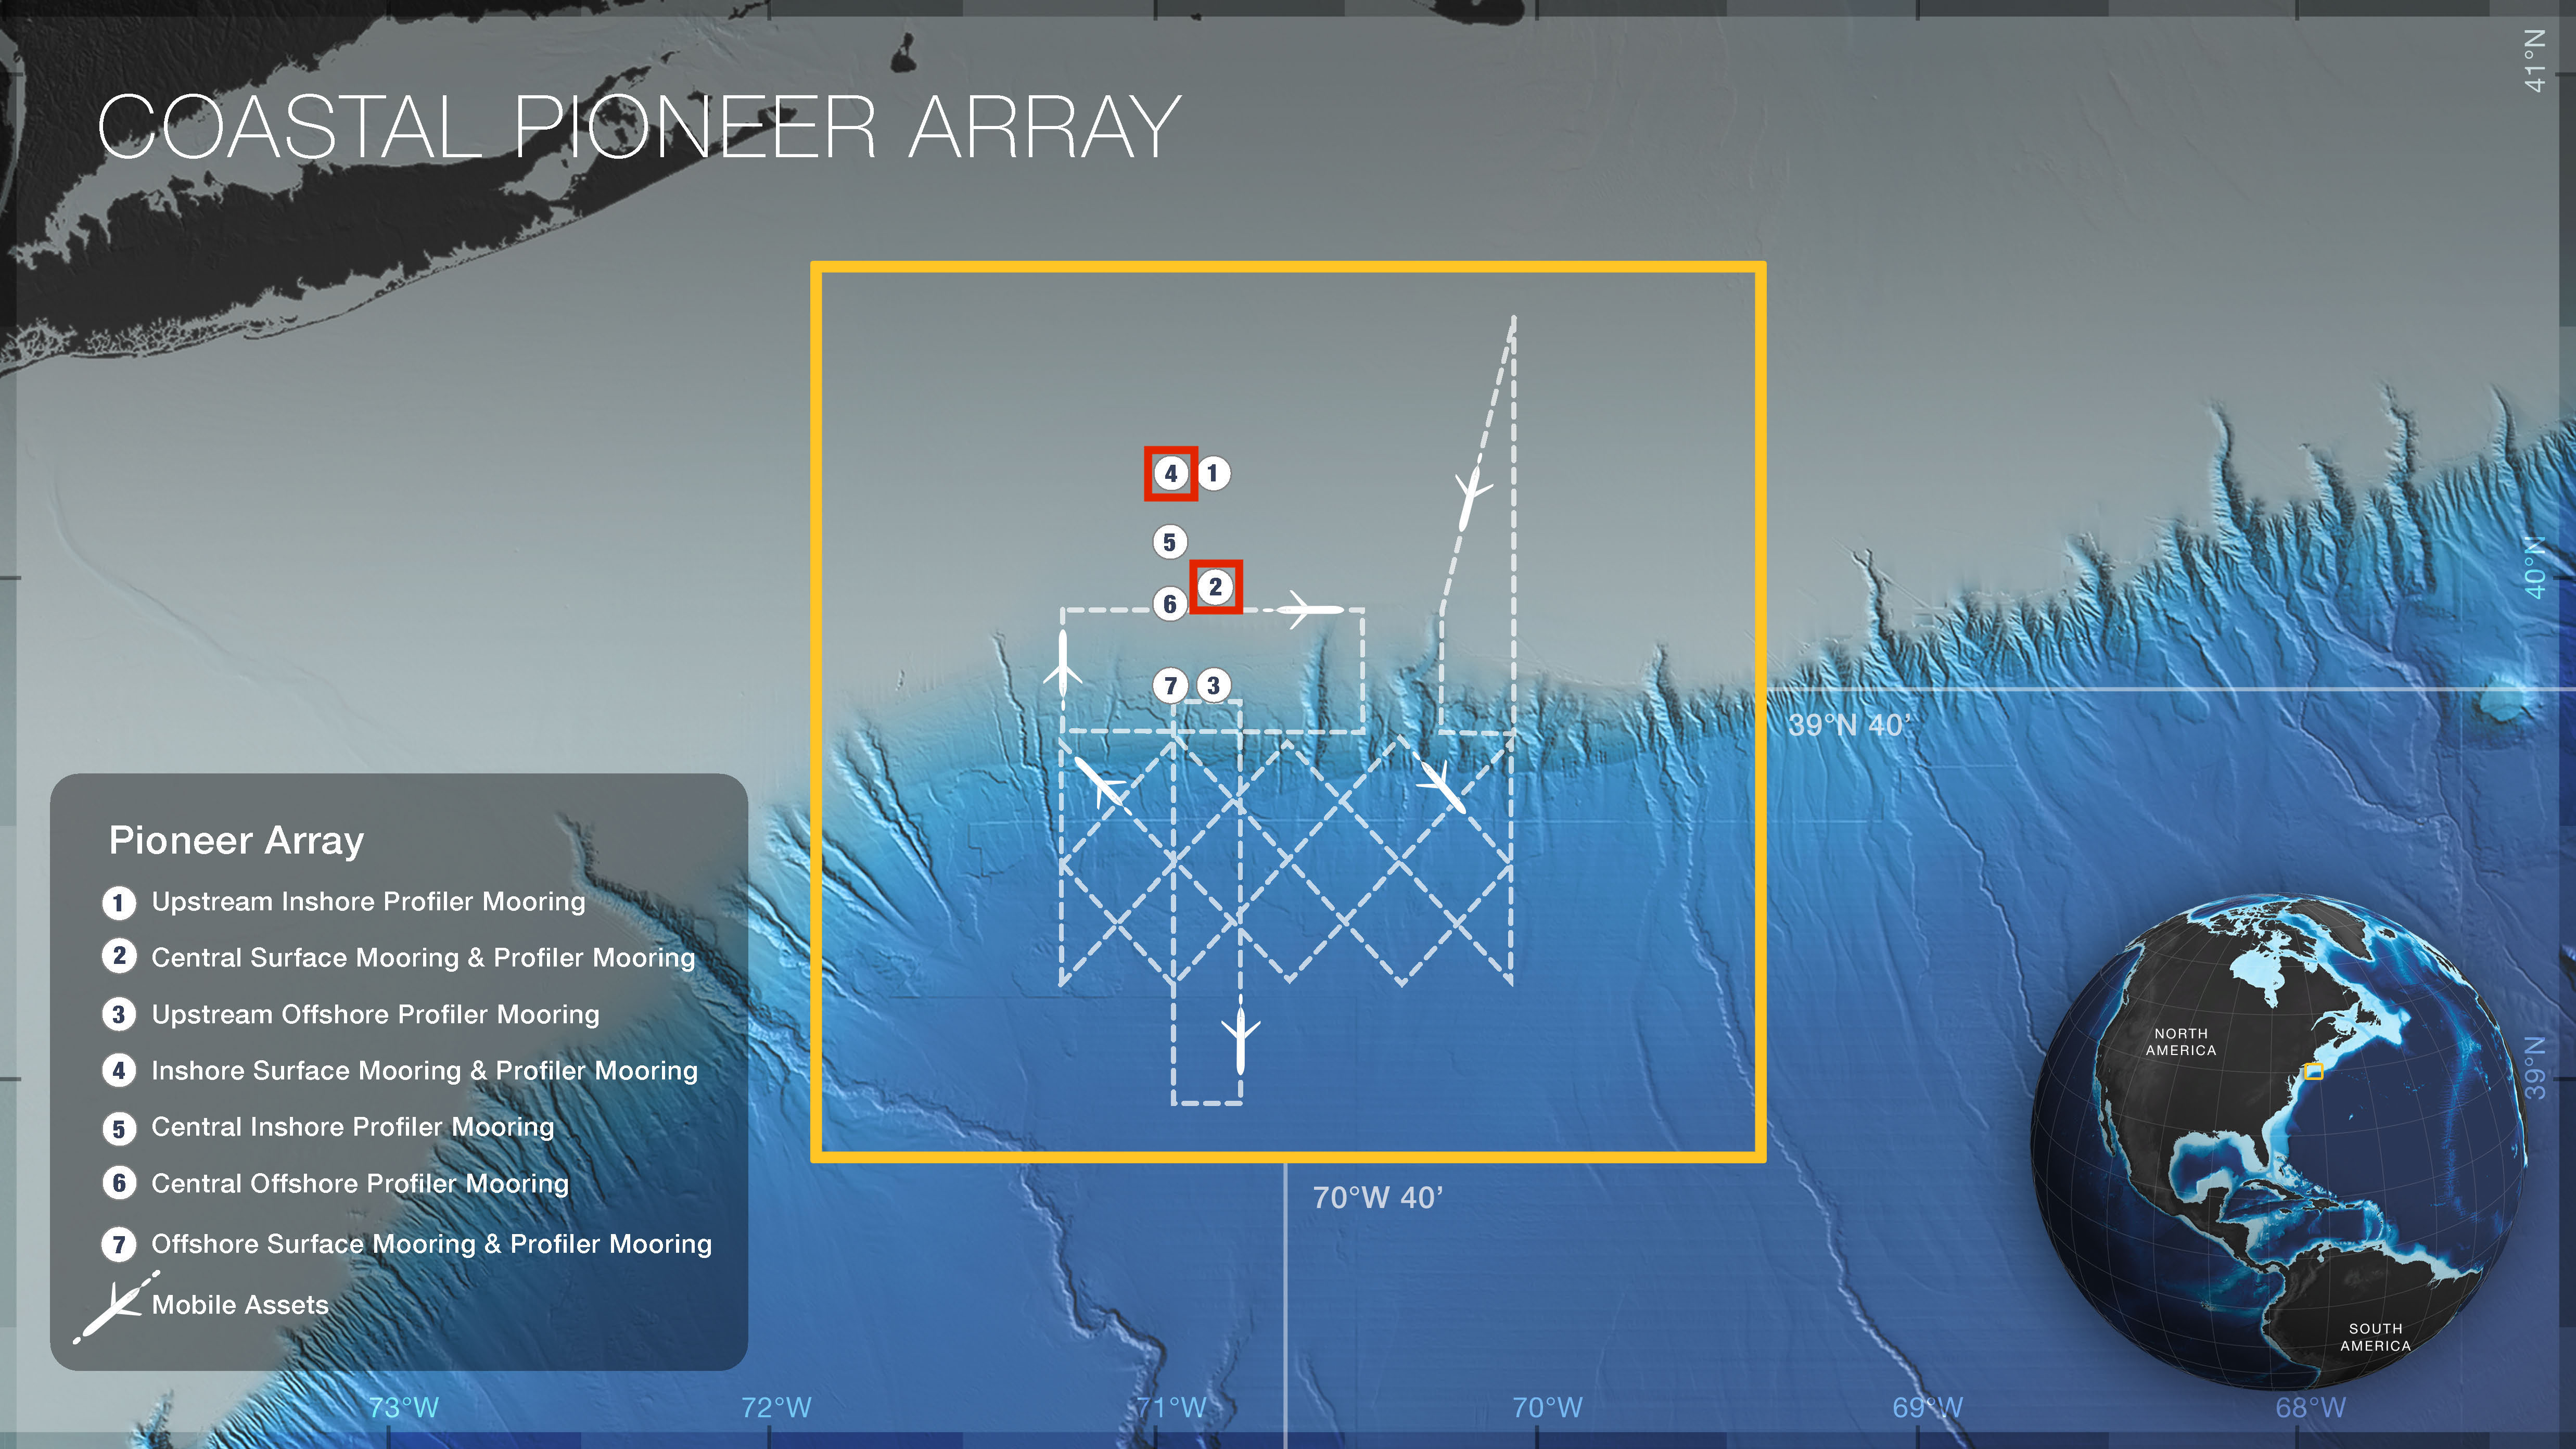 COASTAL PIONEER ARRAY
41°N
4
1
5
2
6
40°N
7
3
39°N 40'
Pioneer Array
1 Upstream Inshore Profiler Mooring
2 Central Surface Mooring & Profiler Mooring
3 Upstream Offshore Profiler Mooring
4 Inshore Surface Mooring & Profiler Mooring
5 Central Inshore Profiler Mooring
6 Central Offshore Profiler Mooring
7 Offshore Surface Mooring & Profiler Mooring
Mobile Assets
70°W 40'
NORTH
AMERICA
39°N
SOUTH
AMERICA
73°W
72°W
71°W
70°W
69°W
68°W